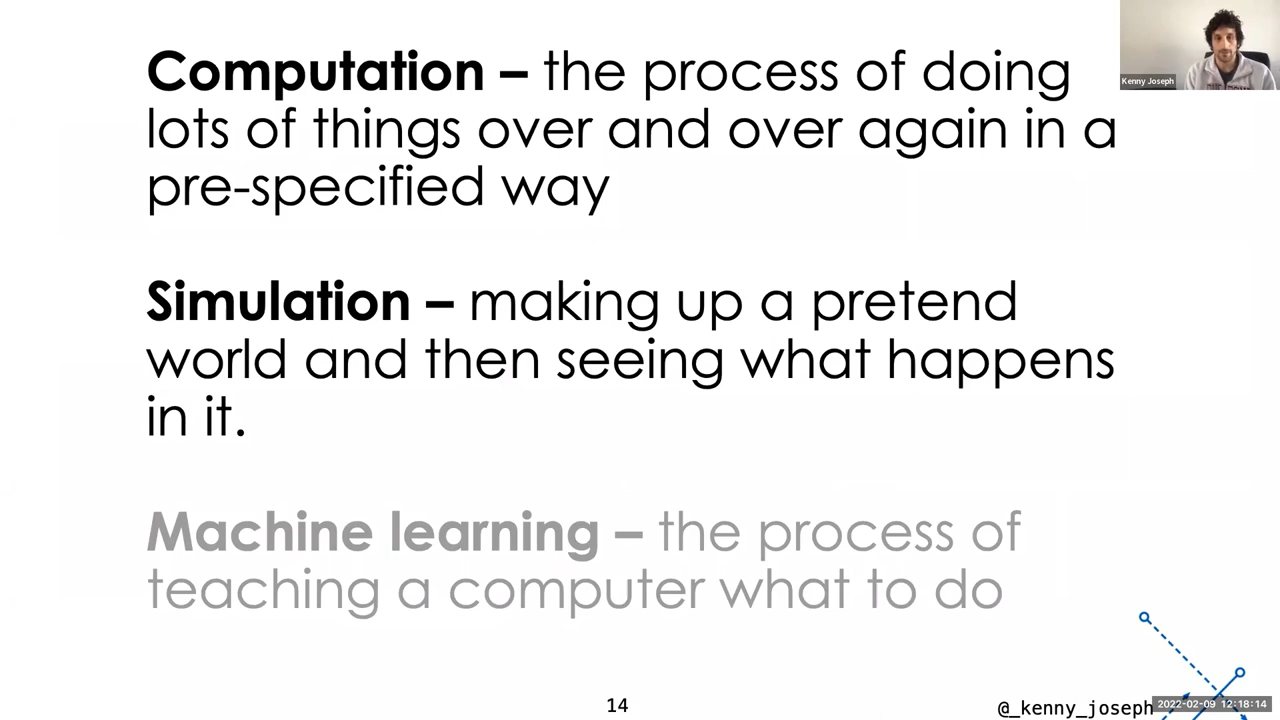 Computation – the process of doing
lots of things over and over again in a
pre-specified way
Simulation – making up a pretend
world and then seeing what happens
in it.
Machine learning – the process of
teaching a computer what to do
Kenny Joseph
14
@_kenny_joseph
2022-02-09 12:18:14